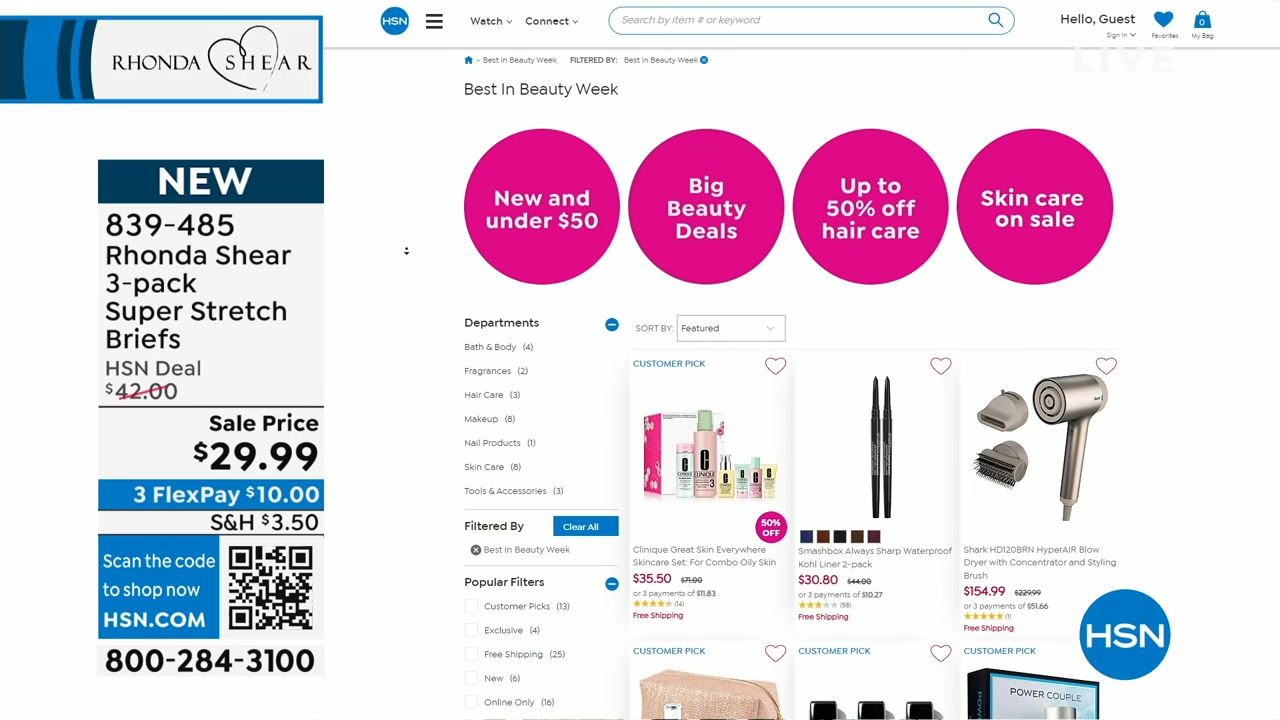 RHONDA SHEAR
NEW
839-485
Rhonda Shear
3-pack
Super Stretch
Briefs
HSN Deal
$42.00
Sale Price
$29.99
3 FlexPay $10.00
S&H $3.50
Scan the code
to shop now
HSN.COM
800-284-3100
HSN
Watch
Connect
Search by item # or keyword
Hello, Guest
Sign In
Favorites
0
My Bag
LIVE
> Best in Beauty Week FILTERED BY: Best in Beauty Week
Best In Beauty Week
New and
under $50
Big
Beauty
Deals
Up to
50% off
hair care
Skin care
on sale
Departments
Bath & Body (4)
Fragrances (2)
Hair Care (3)
Makeup (8)
Nail Products (1)
Skin Care (8)
Tools & Accessories (3)
Filtered By
Clear All
Best in Beauty Week
Popular Filters
Customer Picks (13)
Exclusive (4)
Free Shipping (25)
New (6)
Online Only (16)
SORT BY: Featured
CUSTOMER PICK
CLINIQUE
3
50%
OFF
Clinique Great Skin Everywhere
Skincare Set: For Combo Oily Skin
$35.50 $71.00
or 3 payments of $11.83
(14)
Free Shipping
Smashbox Always Sharp Waterproof
Kohl Liner 2-pack
$30.80 $44.00
or 3 payments of $10.27
(58)
Free Shipping
Shark HD120BRN HyperAIR Blow
Dryer with Concentrator and Styling
Brush
$154.99 $229.99
or 3 payments of $51.66
(1)
Free Shipping
CUSTOMER PICK
CUSTOMER PICK
CUSTOMER PICK
POWER COUPLE
HSN